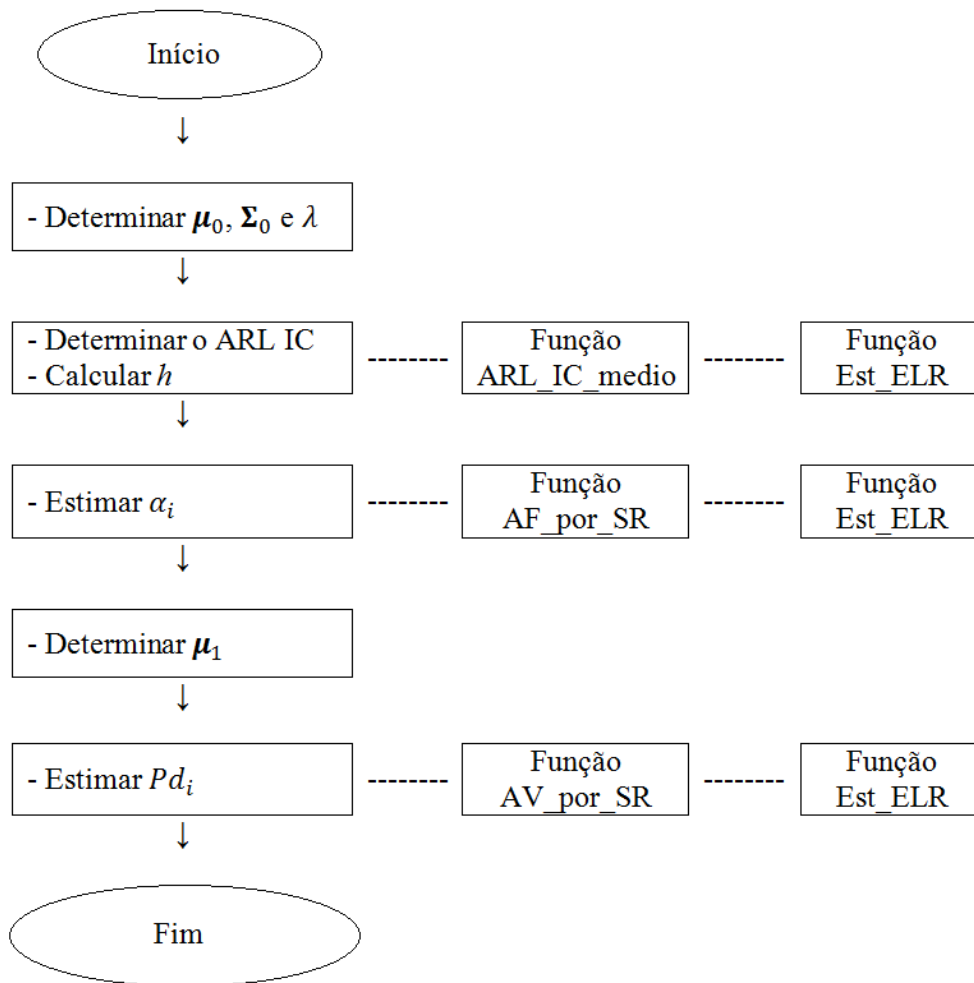 Início
↓
- Determinar 𝝁₀, 𝚺₀ e 𝜆
↓
- Determinar o ARL IC
- Calcular ℎ
-------- Função
ARL_IC_medio
-------- Função
Est_ELR
↓
- Estimar 𝛼ᵢ
-------- Função
AF_por_SR
-------- Função
Est_ELR
↓
- Determinar 𝝁₁
↓
- Estimar 𝑃𝑑ᵢ
-------- Função
AV_por_SR
-------- Função
Est_ELR
↓
Fim